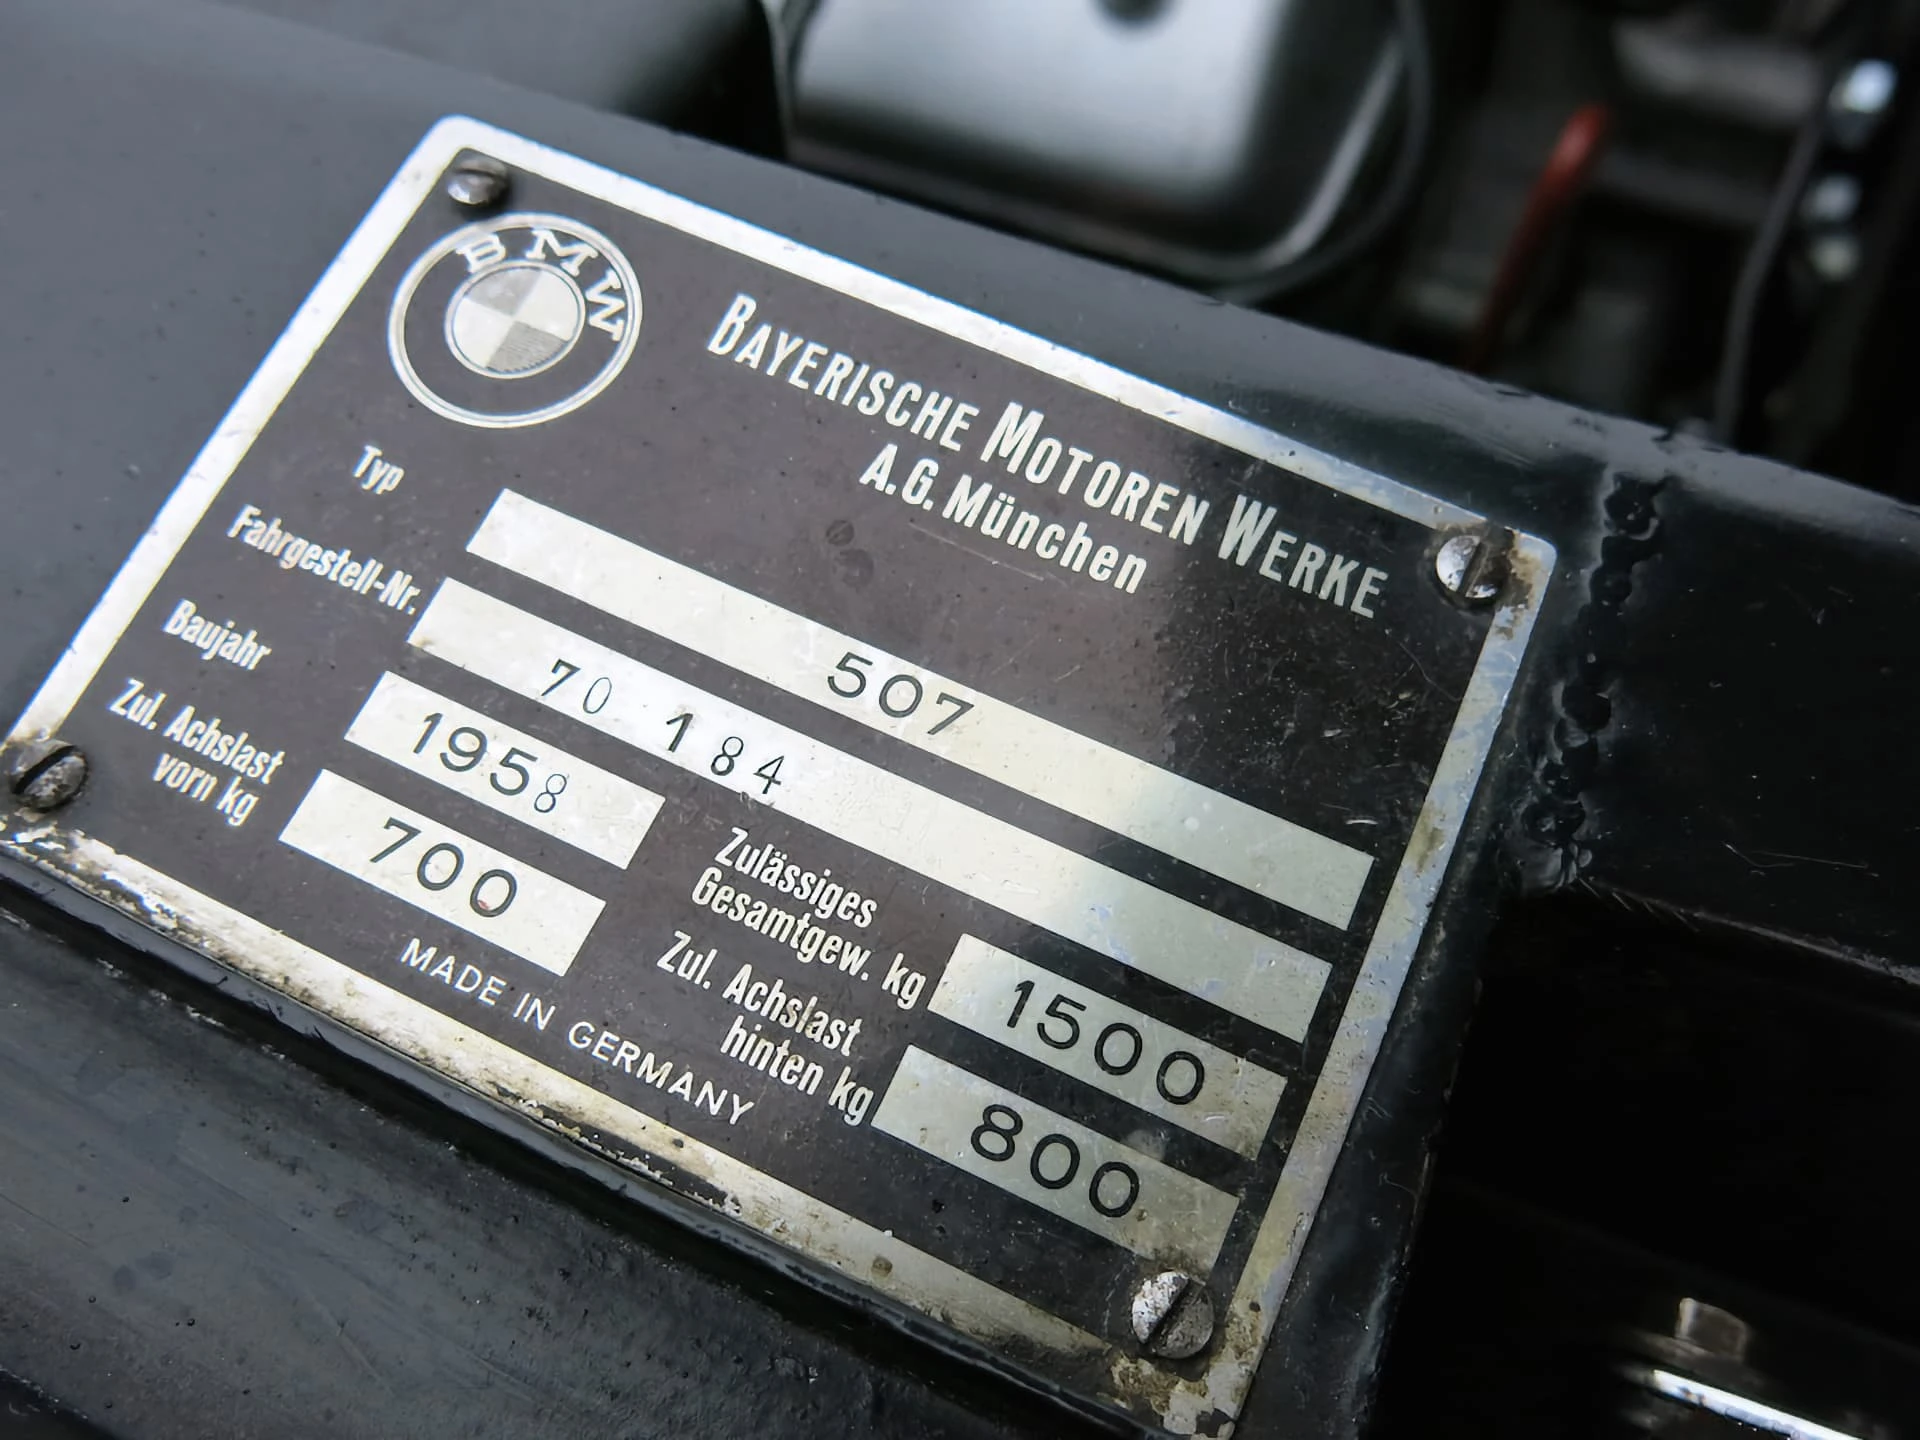 BMW
BAYERISCHE MOTOREN WERKE
A.G. München
Typ 507
Fahrgestell-Nr. 70 184
Baujahr 1958
Zul. Achslast
vorn kg 700
Zulässiges
Gesamtgew. kg 1500
Zul. Achslast
hinten kg 800
MADE IN GERMANY